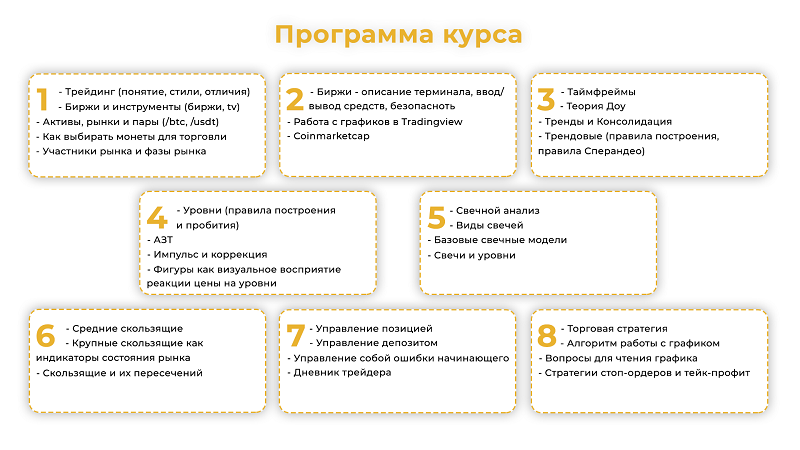 Программа курса
1
- Трейдинг (понятие, стили, отличия)
- Биржи и инструменты (биржи, tv)
- Активы, рынки и пары (/btc, /usdt)
- Как выбирать монеты для торговли
- Участники рынка и фазы рынка
2
- Биржи - описание терминала, ввод/
вывод средств, безопасноть
- Работа с графиков в Tradingview
- Coinmarketcap
3
- Таймфреймы
- Теория Доу
- Тренды и Консолидация
- Трендовые (правила построения,
правила Сперандео)
4
- Уровни (правила построения
и пробития)
- АЗТ
- Импульс и коррекция
- Фигуры как визуальное восприятие
реакции цены на уровни
5
- Свечной анализ
- Виды свечей
- Базовые свечные модели
- Свечи и уровни
6
- Средние скользящие
- Крупные скользящие как
индикаторы состояния рынка
- Скользящие и их пересечений
7
- Управление позицией
- Управление депозитом
- Управление собой ошибки начинающего
- Дневник трейдера
8
- Торговая стратегия
- Алгоритм работы с графиком
- Вопросы для чтения графика
- Стратегии стоп-ордеров и тейк-профит